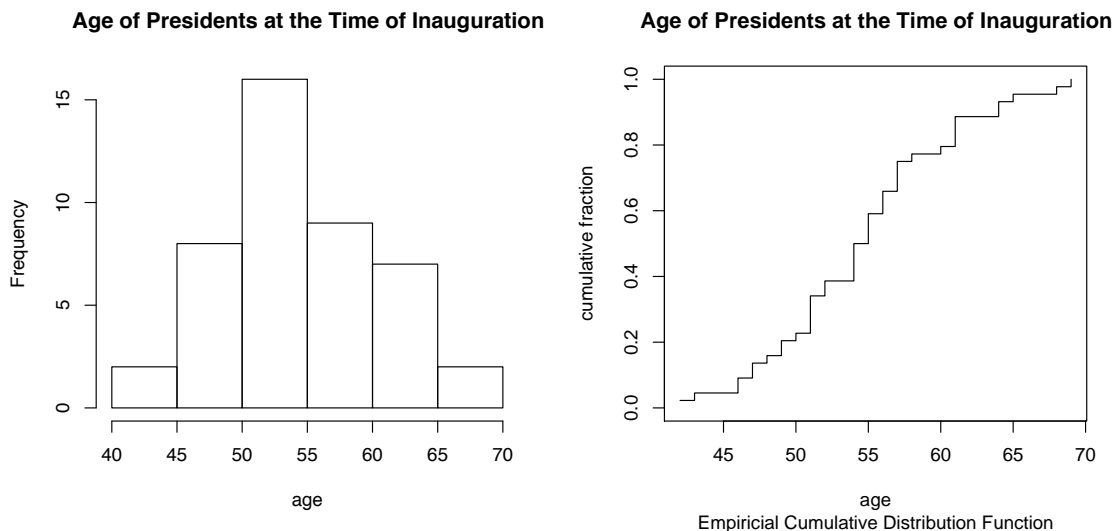 Age of Presidents at the Time of Inauguration
Frequency
15
10
5
0
40 45 50 55 60 65 70
age
Age of Presidents at the Time of Inauguration
cumulative fraction
1.0
0.8
0.6
0.4
0.2
0.0
45 50 55 60 65 70
age
Empiricial Cumulative Distribution Function